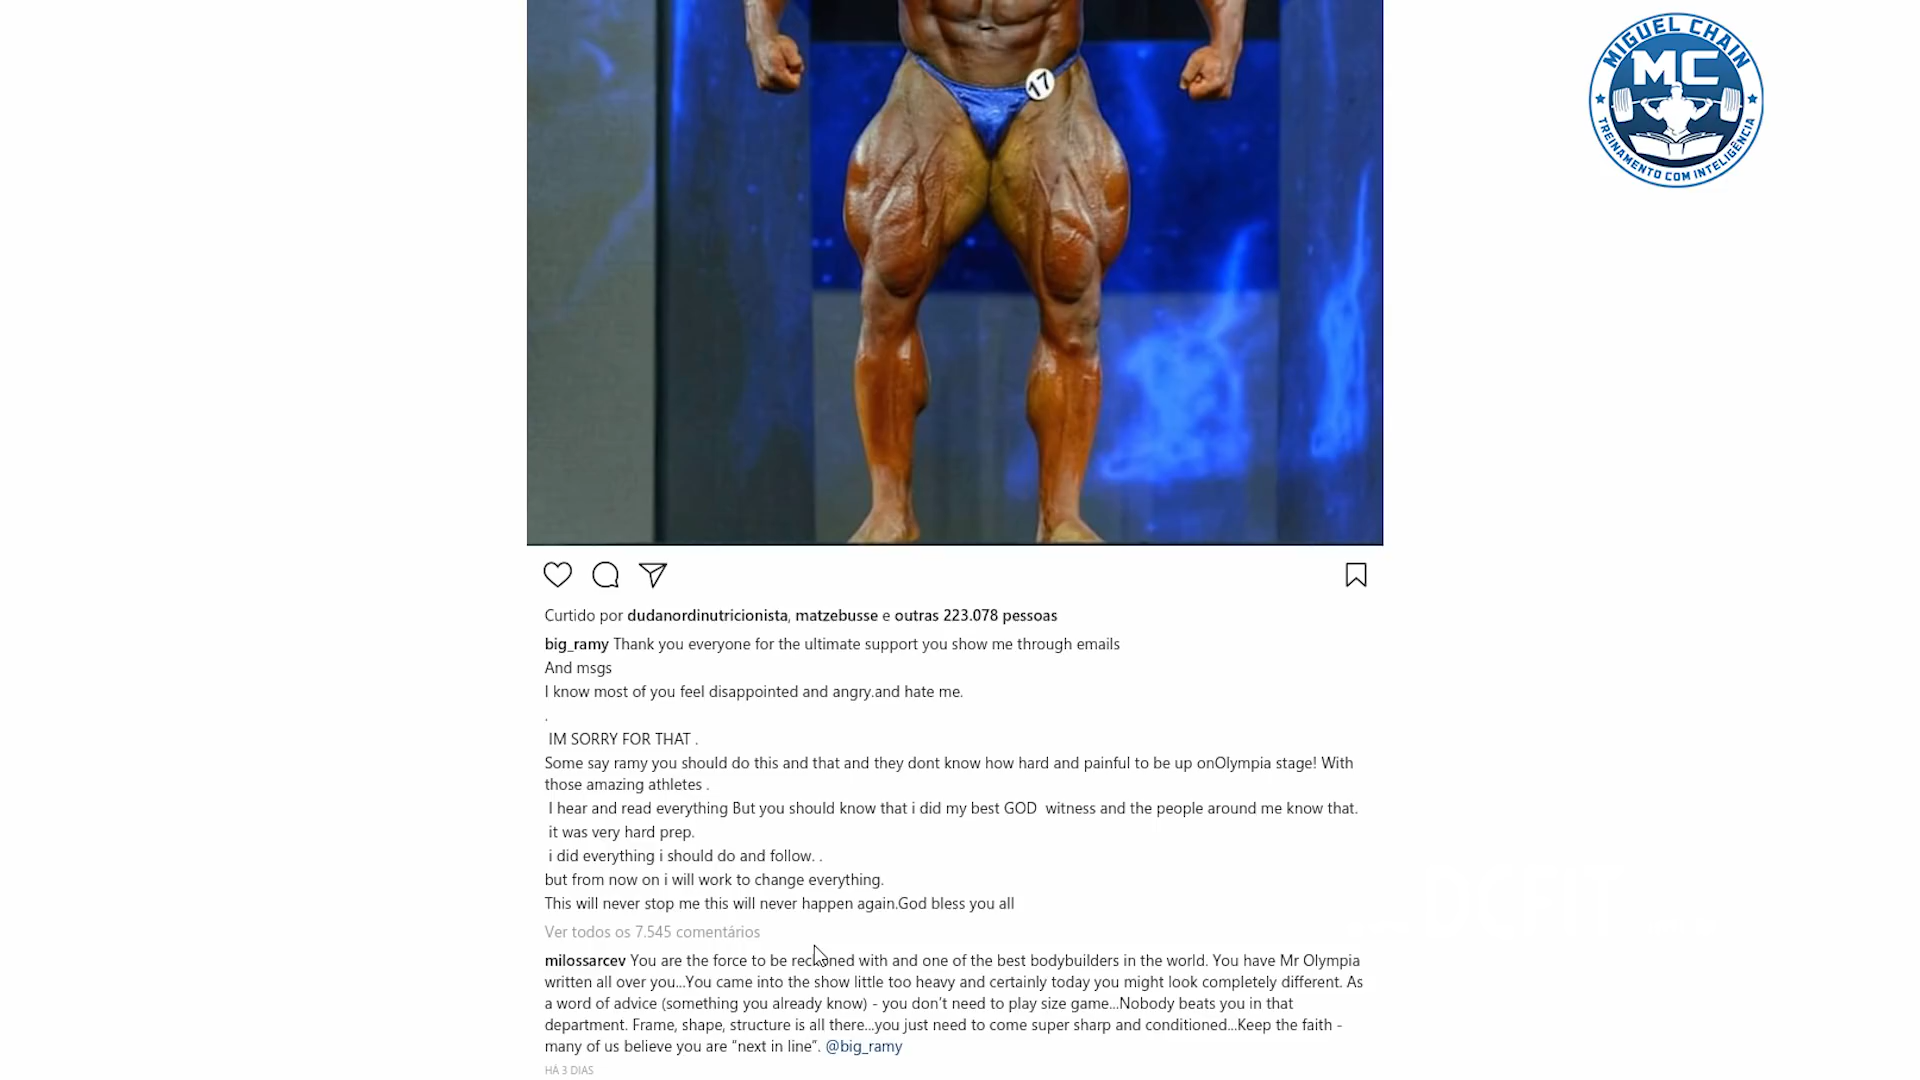 MIGUEL CHAIN
MC
TREINAMENTO COM INTELIGÊNCIA
17
Curtido por dudanordinutricionista, matzebusse e outras 223.078 pessoas
big_ramy Thank you everyone for the ultimate support you show me through emails
And msgs
I know most of you feel disappointed and angry.and hate me.
.
IM SORRY FOR THAT .
Some say ramy you should do this and that and they dont know how hard and painful to be up onOlympia stage! With
those amazing athletes .
I hear and read everything But you should know that i did my best GOD witness and the people around me know that.
it was very hard prep.
i did everything i should do and follow. .
but from now on i will work to change everything.
This will never stop me this will never happen again.God bless you all
Ver todos os 7.545 comentários
milossarcev You are the force to be reckoned with and one of the best bodybuilders in the world. You have Mr Olympia
written all over you...You came into the show little too heavy and certainly today you might look completely different. As
a word of advice (something you already know) - you don't need to play size game...Nobody beats you in that
department. Frame, shape, structure is all there...you just need to come super sharp and conditioned...Keep the faith -
many of us believe you are “next in line”. @big_ramy
HÁ 3 DIAS